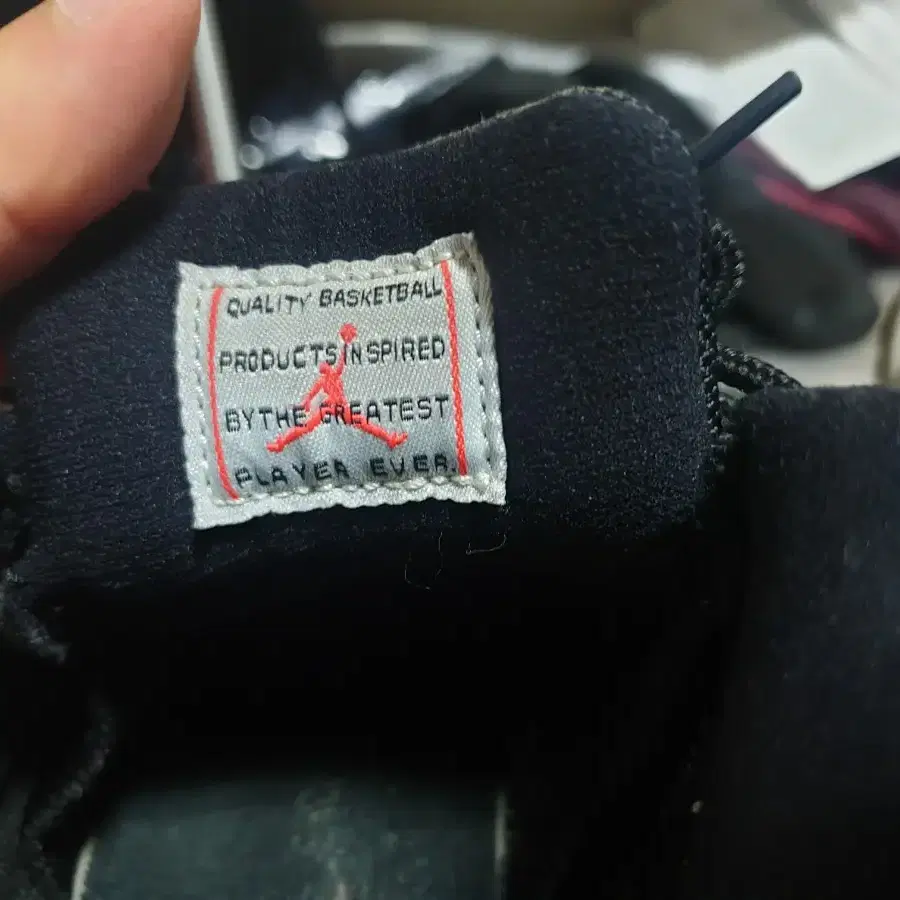 QUALITY BASKETBALL
PRODUCTS INSPIRED
BY THE GREATEST
PLAYER EVER.